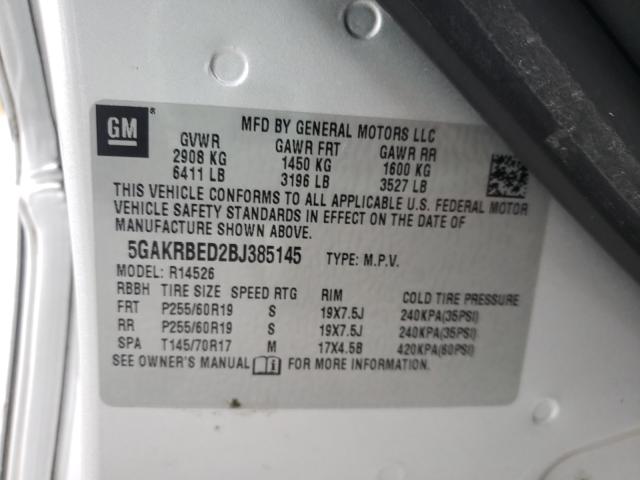 GM
MFD BY GENERAL MOTORS LLC
GVWR GAWR FRT GAWR RR
2908 KG 1450 KG 1600 KG
6411 LB 3196 LB 3527 LB
THIS VEHICLE CONFORMS TO ALL APPLICABLE U.S. FEDERAL MOTOR
VEHICLE SAFETY STANDARDS IN EFFECT ON THE DATE OF
MANUFACTURE SHOWN ABOVE.
5GAKRBED2BJ385145 TYPE: M.P.V.
MODEL: R14526
RBBH TIRE SIZE SPEED RTG RIM COLD TIRE PRESSURE
FRT P255/60R19 S 19X7.5J 240KPA(35PSI)
RR P255/60R19 S 19X7.5J 240KPA(35PSI)
SPA T145/70R17 M 17X4.5B 420KPA(60PSI)
SEE OWNER'S MANUAL FOR MORE INFORMATION.